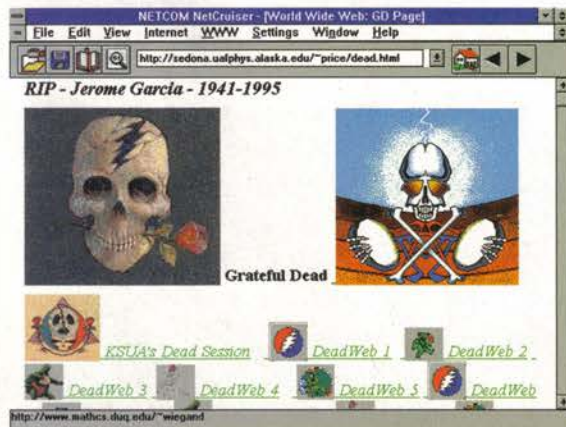 NETCOM NetCruiser - [World Wide Web: GD Page]
File Edit View Internet WWW Settings Window Help
http://sedona.ualphys.alaska.edu/~price/dead.html
RIP - Jerome Garcia - 1941-1995
Grateful Dead
KSUA's Dead Session DeadWeb 1 DeadWeb 2
DeadWeb 3 DeadWeb 4 DeadWeb 5 DeadWeb
http://www.mathcs.duq.edu/~wiegand